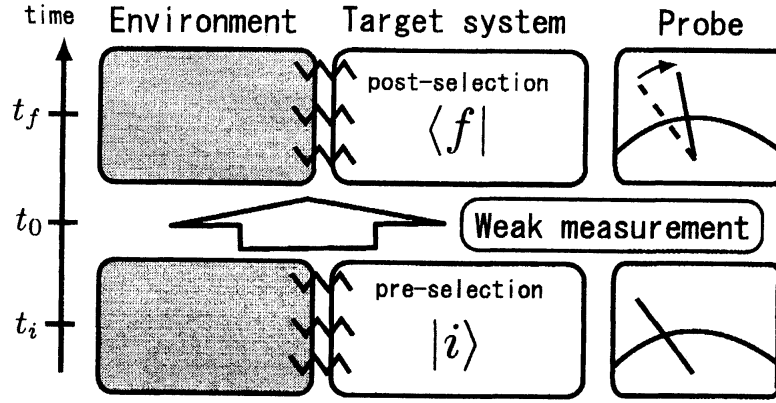 time Environment Target system Probe
t_f
post-selection
⟨f|
t_0
Weak measurement
t_i
pre-selection
|i⟩